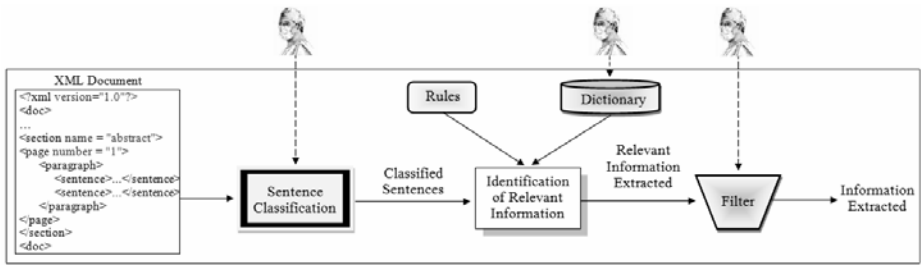 XML Document
<?xml version="1.0"?>
<doc>
...
<section name = "abstract">
<page number = "1">
<paragraph>
<sentence>...</sentence>
<sentence>...</sentence>
</paragraph>
</page>
</section>
<doc>
Sentence
Classification
Classified
Sentences
Rules
Dictionary
Identification
of Relevant
Information
Relevant
Information
Extracted
Filter
Information
Extracted